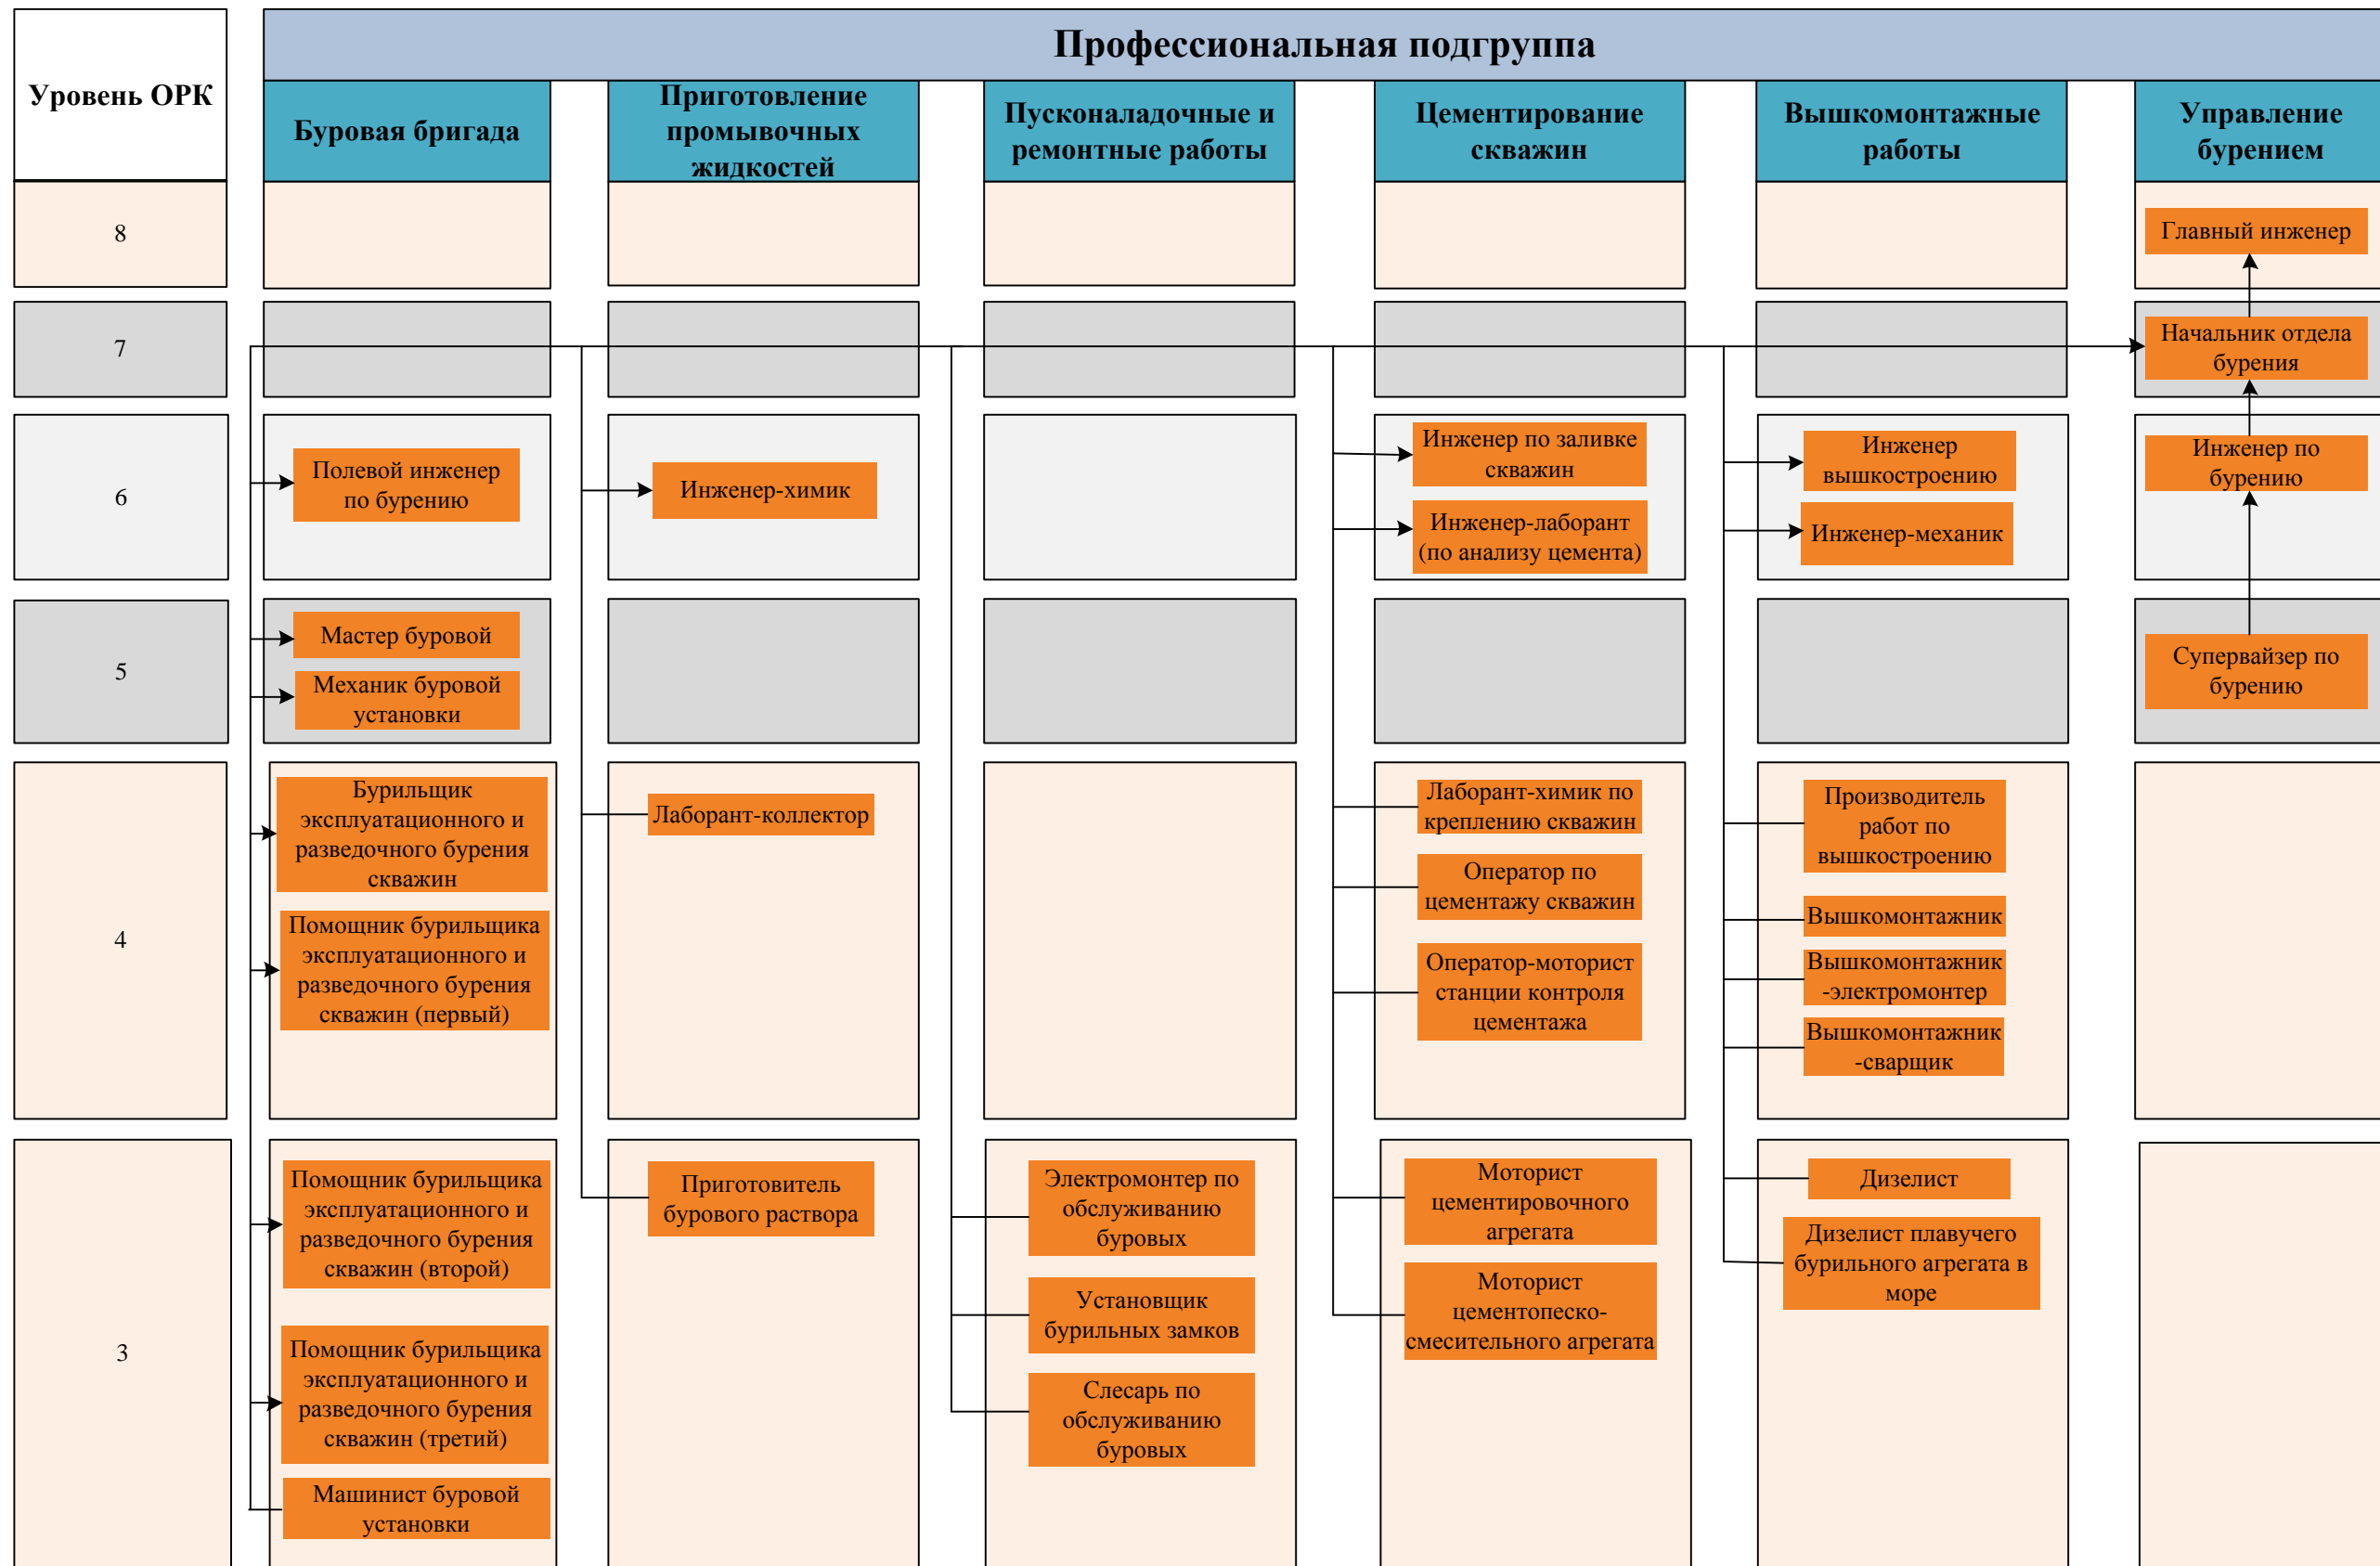 Профессиональная подгруппа
Уровень ОРК
Буровая бригада
Приготовление
промывочных
жидкостей
Пусконаладочные и
ремонтные работы
Цементирование
скважин
Вышкомонтажные
работы
Управление
бурением
8
Главный инженер
7
Начальник отдела
бурения
6
Полевой инженер
по бурению
Инженер-химик
Инженер по заливке
скважин
Инженер-лаборант
(по анализу цемента)
Инженер
вышкостроению
Инженер-механик
Инженер по
бурению
5
Мастер буровой
Механик буровой
установки
Супервайзер по
бурению
4
Бурильщик
эксплуатационного и
разведочного бурения
скважин
Помощник бурильщика
эксплуатационного и
разведочного бурения
скважин (первый)
Лаборант-коллектор
Лаборант-химик по
креплению скважин
Оператор по
цементажу скважин
Оператор-моторист
станции контроля
цементажа
Производитель
работ по
вышкостроению
Вышкомонтажник
Вышкомонтажник
-электромонтер
Вышкомонтажник
-сварщик
3
Помощник бурильщика
эксплуатационного и
разведочного бурения
скважин (второй)
Помощник бурильщика
эксплуатационного и
разведочного бурения
скважин (третий)
Машинист буровой
установки
Приготовитель
бурового раствора
Электромонтер по
обслуживанию
буровых
Установщик
бурильных замков
Слесарь по
обслуживанию
буровых
Моторист
цементировочного
агрегата
Моторист
цементопеско-
смесительного агрегата
Дизелист
Дизелист плавучего
бурильного агрегата в
море